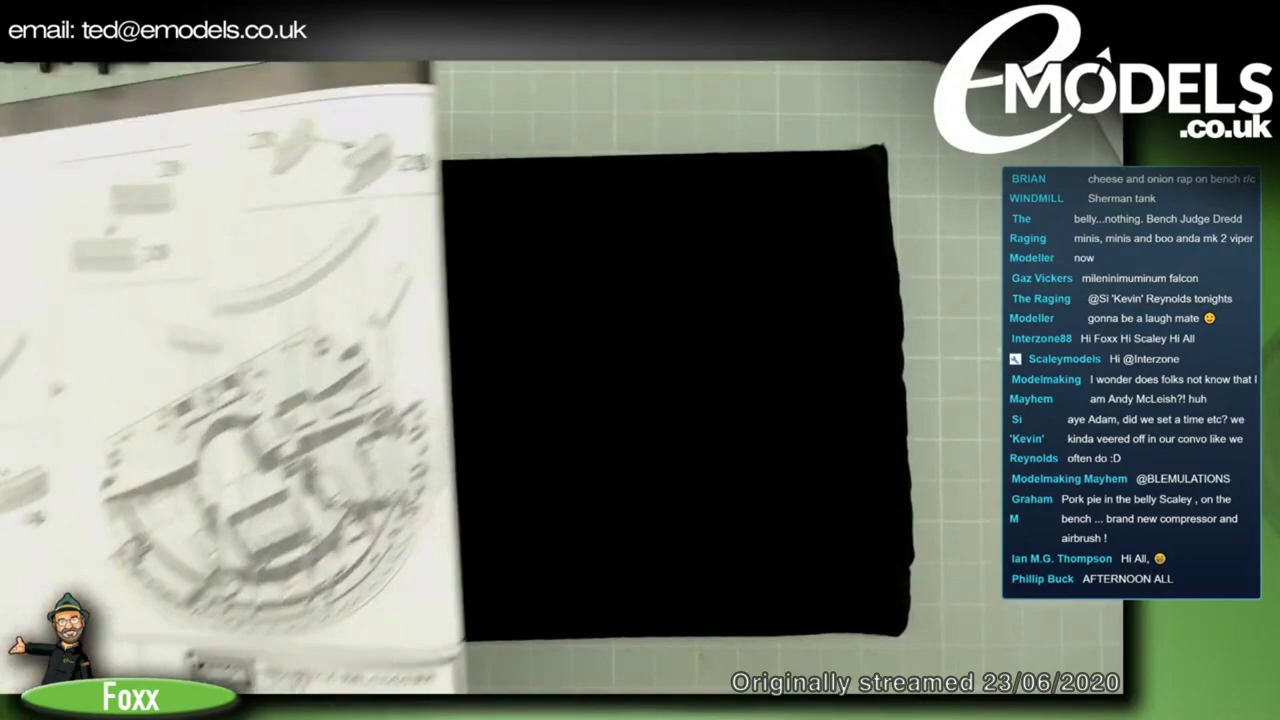 email: ted@emodels.co.uk
eMODELS
.co.uk
BRIAN cheese and onion rap on bench r/c
WINDMILL Sherman tank
The belly...nothing. Bench Judge Dredd
Raging minis, minis and boo anda mk 2 viper
Modeller now
Gaz Vickers mileninimuminum falcon
The Raging @Si 'Kevin' Reynolds tonights
Modeller gonna be a laugh mate 🙂
Interzone88 Hi Foxx Hi Scaley Hi All
Scaleymodels Hi @Interzone
Modelmaking I wonder does folks not know that I
Mayhem am Andy McLeish?! huh
Si aye Adam, did we set a time etc? we
'Kevin' kinda veered off in our convo like we
Reynolds often do :D
Modelmaking Mayhem @BLEMULATIONS
Graham Pork pie in the belly Scaley , on the
M bench ... brand new compressor and
airbrush !
Ian M.G. Thompson Hi All, 😀
Phillip Buck AFTERNOON ALL
Originally streamed 23/06/2020
Foxx